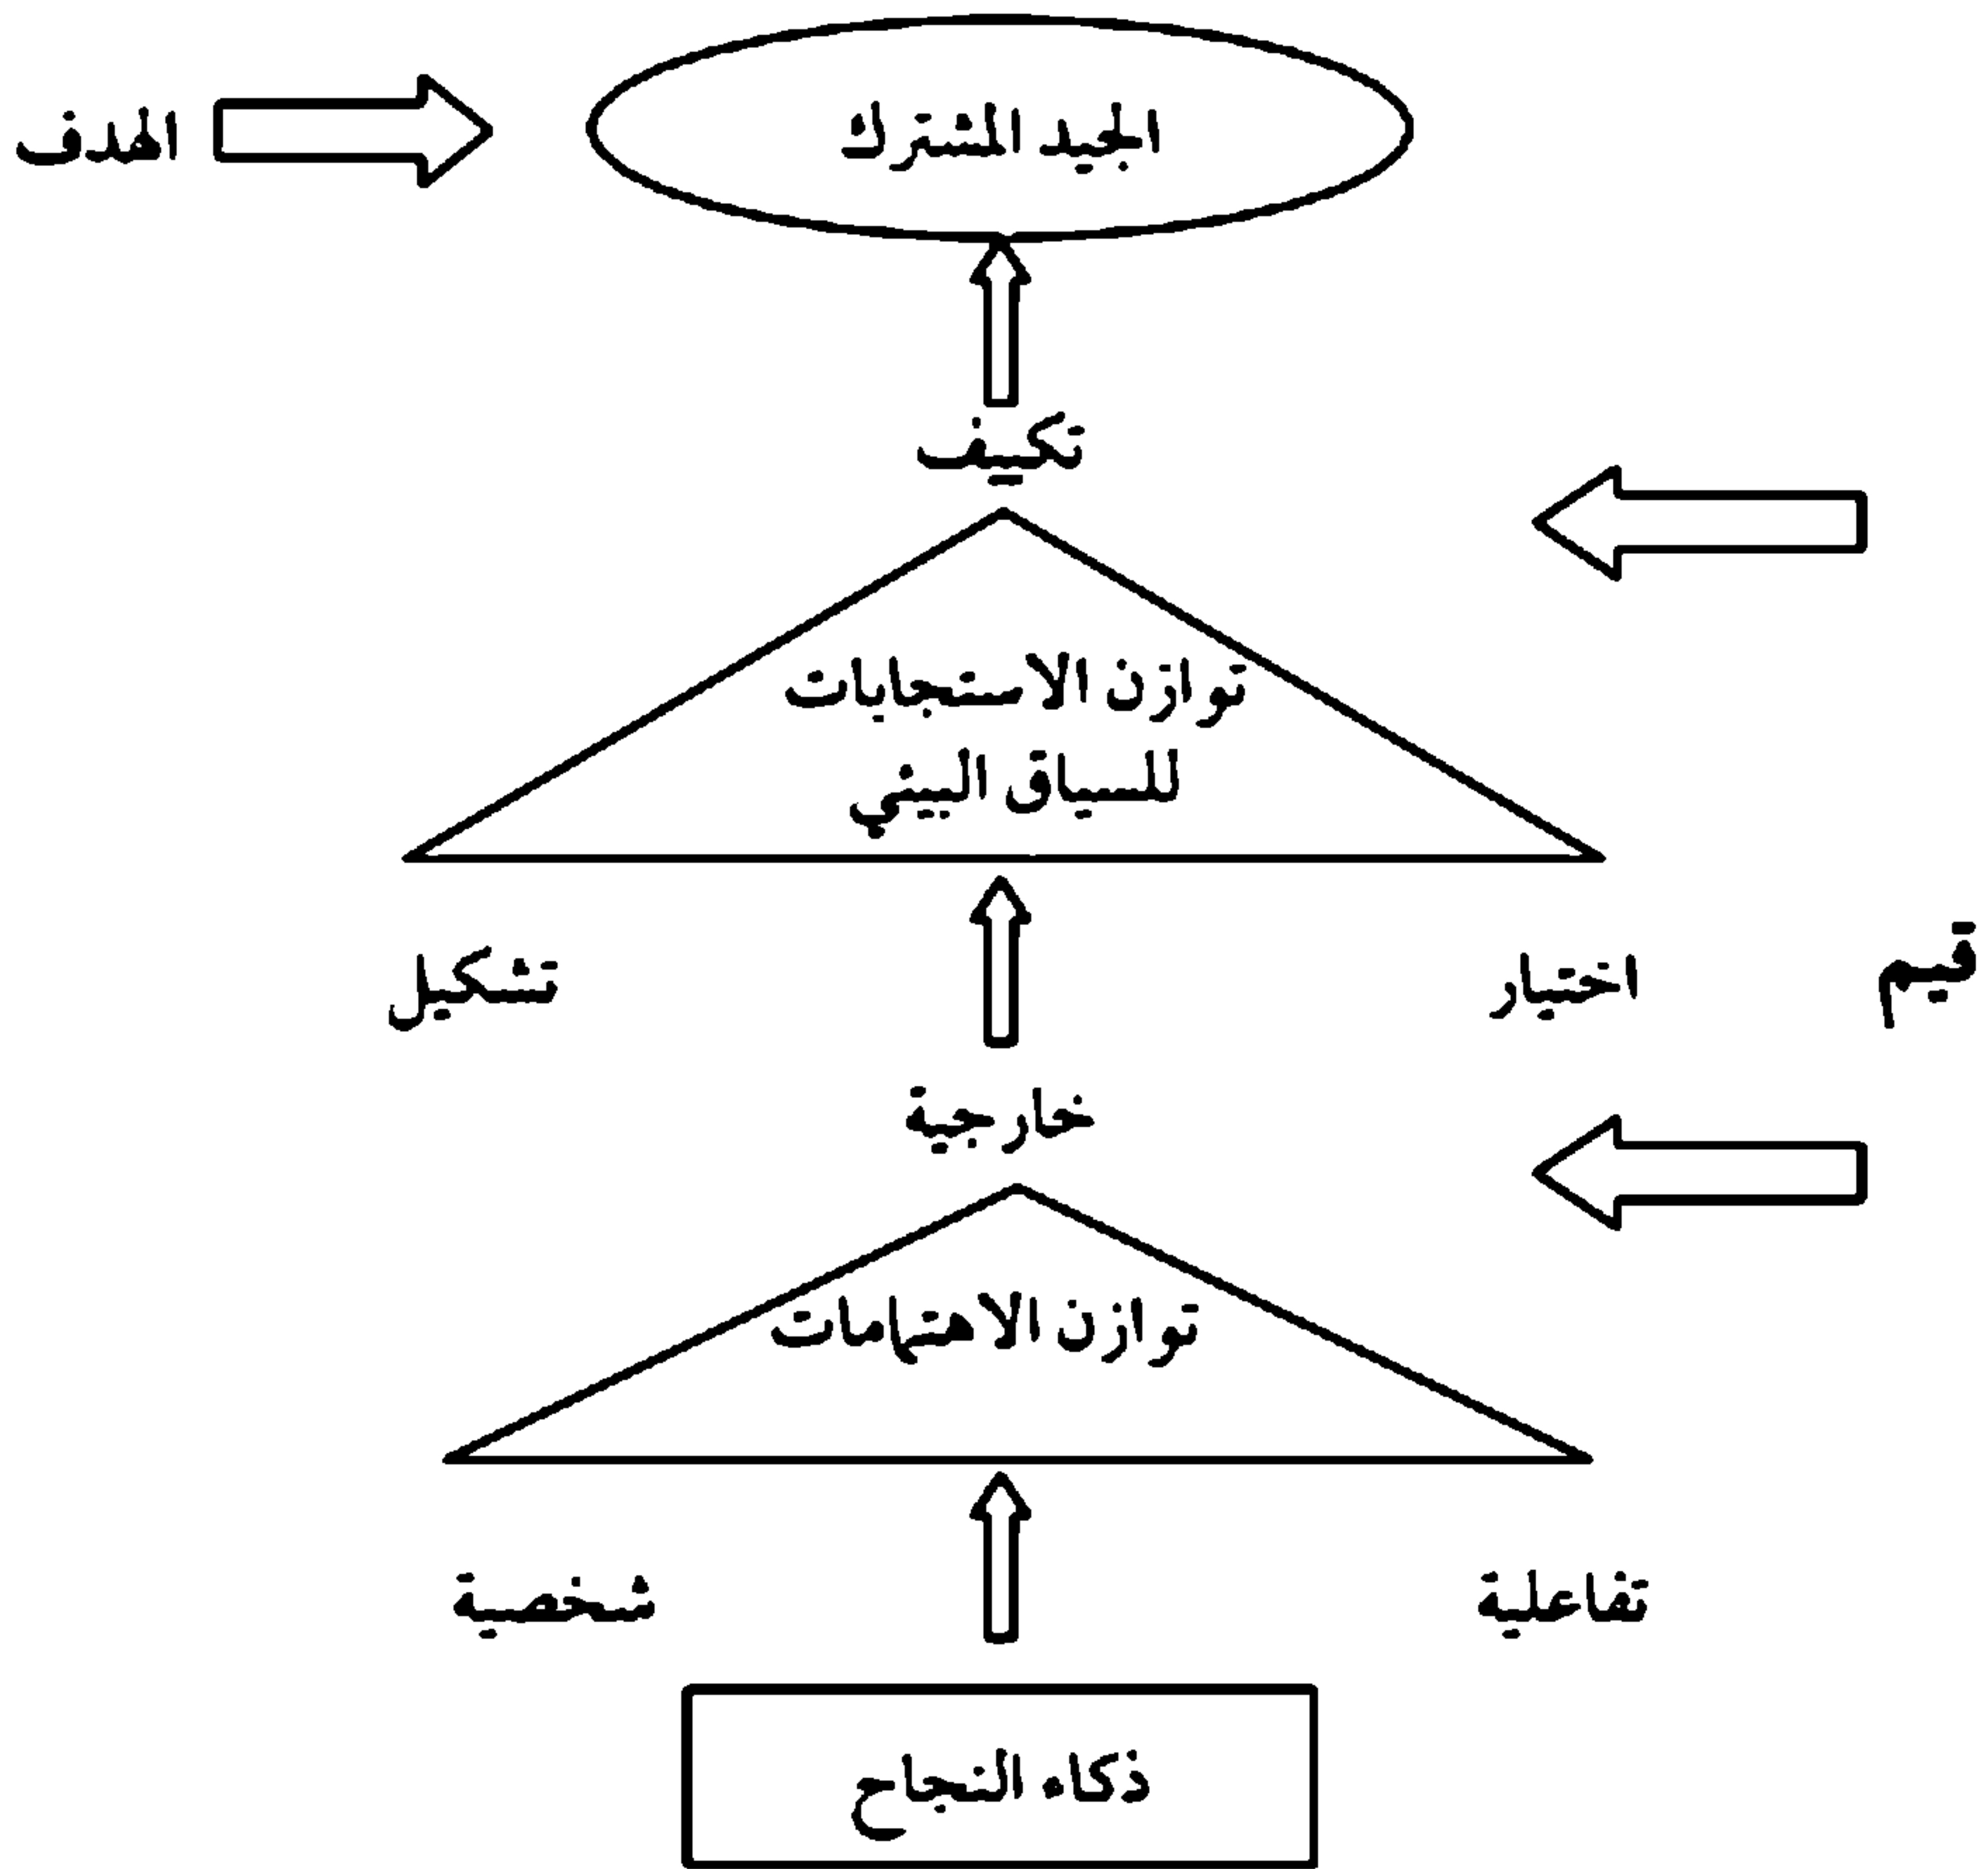 الهدف
الجيد المشترك
تكيف
توازن الاستجابات
للسياق البيئي
قيم
اختيار
تشكيل
خارجية
توازن الاهتمامات
تفاعلية
شخصية
ذكاء النجاح